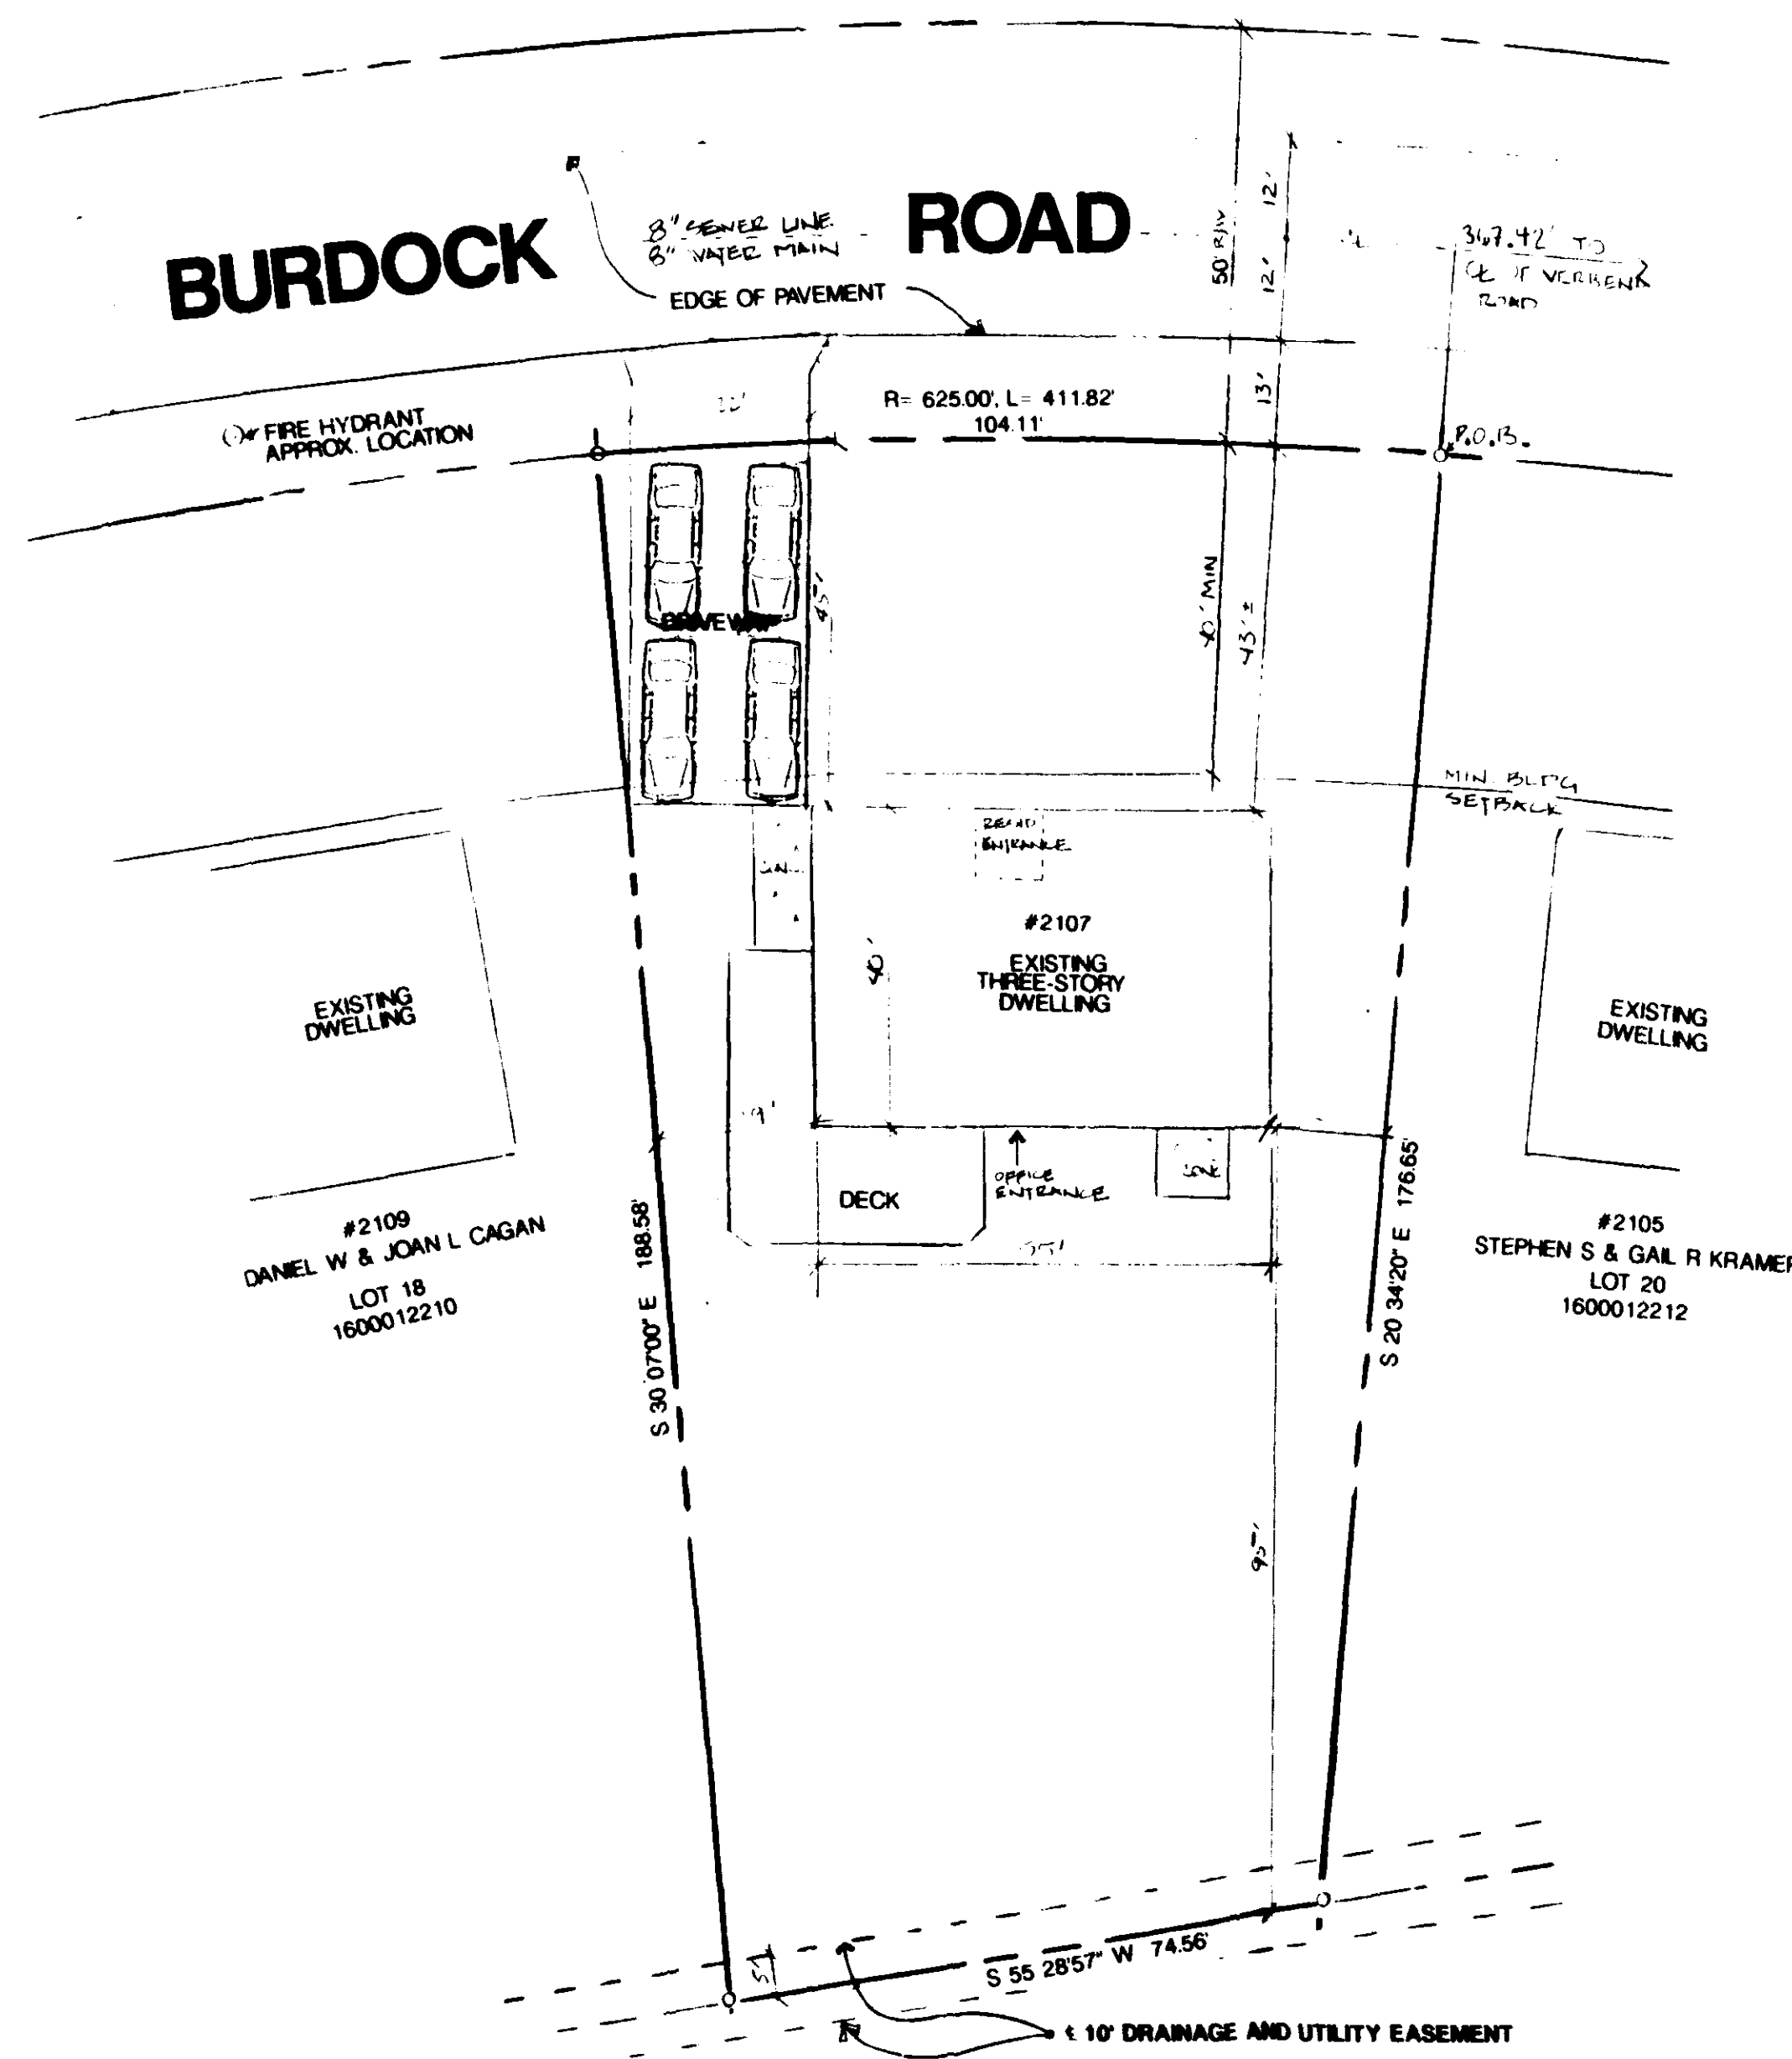 BURDOCK ROAD
8" SEWER LINE
8" WATER MAIN
EDGE OF PAVEMENT
50' R/W
12'
12'
13'
367.42' TO
℄ OF VERBENA
ROAD
FIRE HYDRANT
APPROX. LOCATION
R= 625.00', L= 411.82'
104.11'
P.O.B.
DRIVEWAY
45'
40' MIN
43' ±
MIN. BLDG
SETBACK
ENTRANCE
#2107
EXISTING
THREE-STORY
DWELLING
40'
EXISTING
DWELLING
EXISTING
DWELLING
DECK
OFFICE
ENTRANCE
CONC
55'
#2109
DANIEL W & JOAN L CAGAN
LOT 18
1600012210
S 30 07'00" E 188.58'
S 20 34'20" E 176.65'
#2105
STEPHEN S & GAIL R KRAMER
LOT 20
1600012212
95'
5'
S 55 28'57" W 74.56'
℄ 10' DRAINAGE AND UTILITY EASEMENT